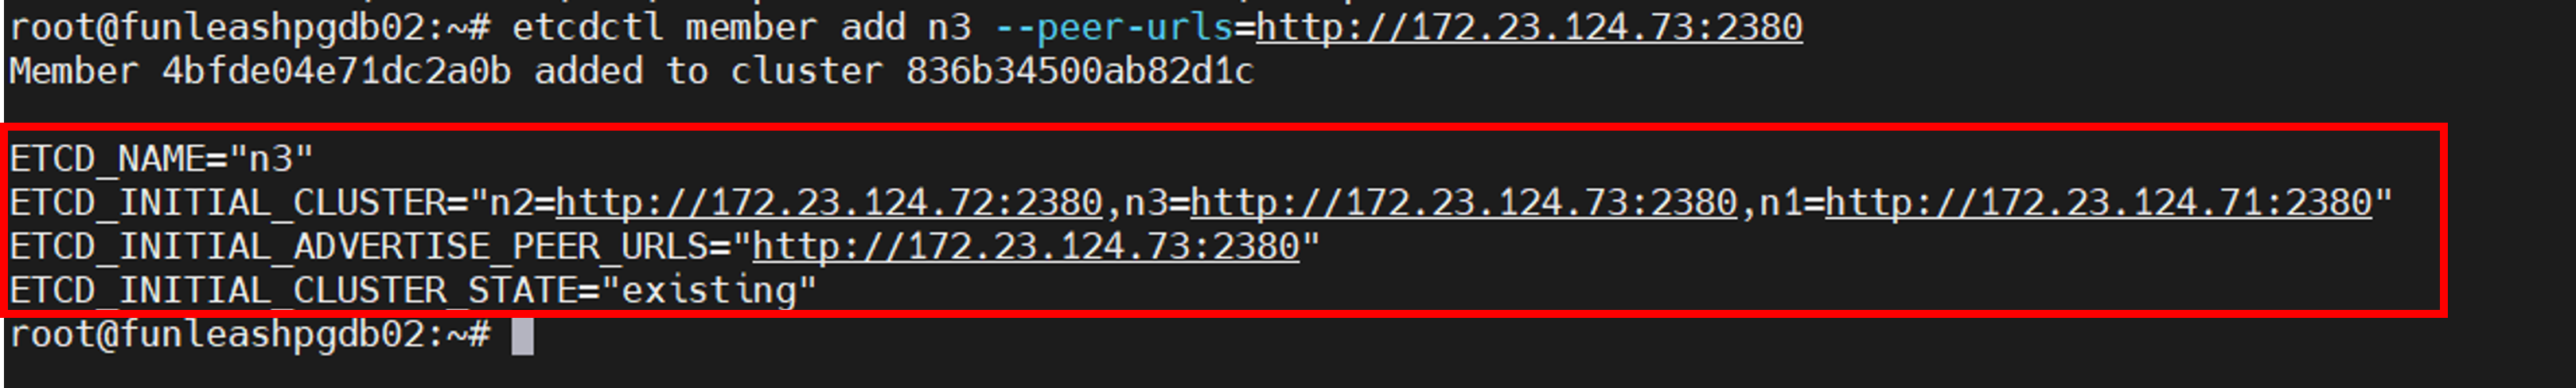 root@funleashpgdb02:~# etcdctl member add n3 --peer-urls=http://172.23.124.73:2380
Member 4bfde04e71dc2a0b added to cluster 836b34500ab82d1c
ETCD_NAME="n3"
ETCD_INITIAL_CLUSTER="n2=http://172.23.124.72:2380,n3=http://172.23.124.73:2380,n1=http://172.23.124.71:2380"
ETCD_INITIAL_ADVERTISE_PEER_URLS="http://172.23.124.73:2380"
ETCD_INITIAL_CLUSTER_STATE="existing"
root@funleashpgdb02:~#